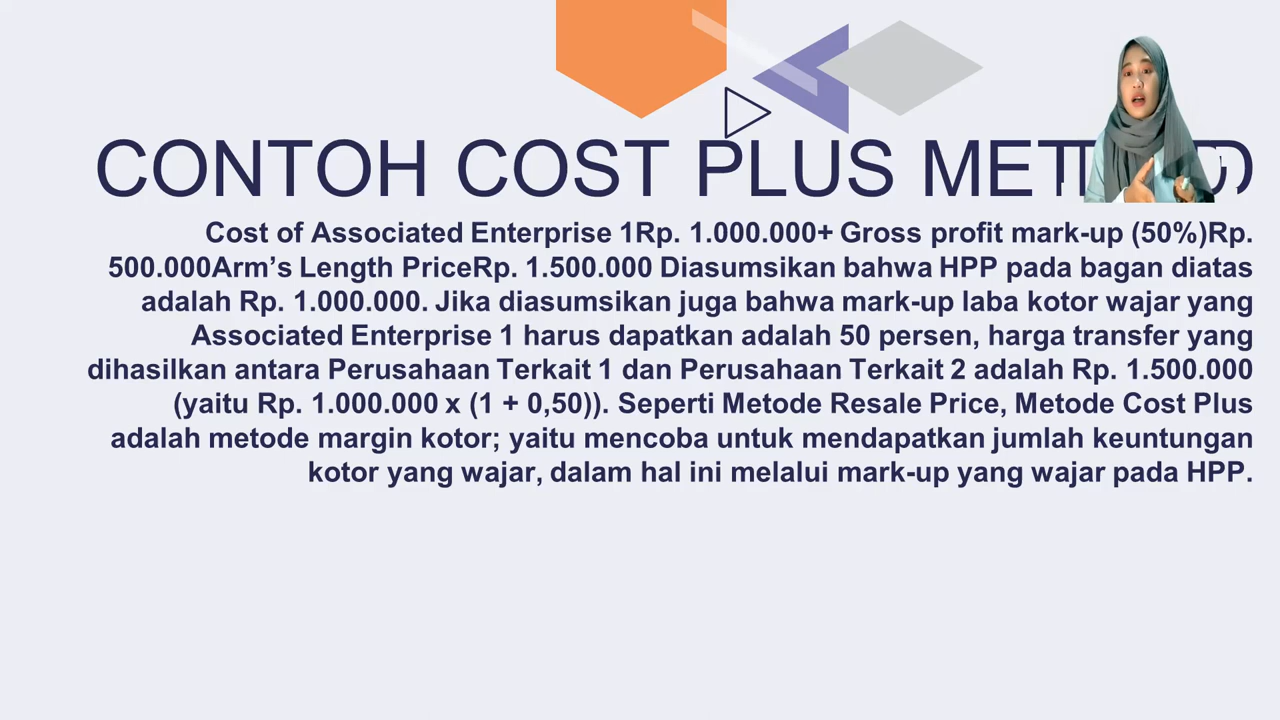 CONTOH COST PLUS
Cost of Associated Enterprise 1Rp. 1.000.000+ Gross profit mark-up (50%)Rp.
500.000Arm’s Length PriceRp. 1.500.000 Diasumsikan bahwa HPP pada bagan diatas
adalah Rp. 1.000.000. Jika diasumsikan juga bahwa mark-up laba kotor wajar yang
Associated Enterprise 1 harus dapatkan adalah 50 persen, harga transfer yang
dihasilkan antara Perusahaan Terkait 1 dan Perusahaan Terkait 2 adalah Rp. 1.500.000
(yaitu Rp. 1.000.000 x (1 + 0,50)). Seperti Metode Resale Price, Metode Cost Plus
adalah metode margin kotor; yaitu mencoba untuk mendapatkan jumlah keuntungan
kotor yang wajar, dalam hal ini melalui mark-up yang wajar pada HPP.